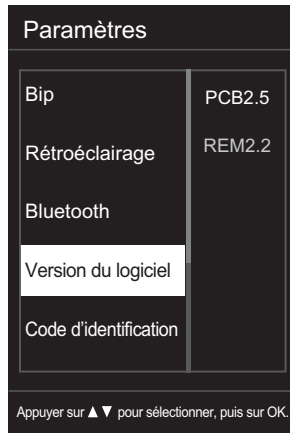 Paramètres
Bip
PCB2.5
Rétroéclairage
REM2.2
Bluetooth
Version du logiciel
Code d'identification
Appuyer sur ▲▼ pour sélectionner, puis sur OK.